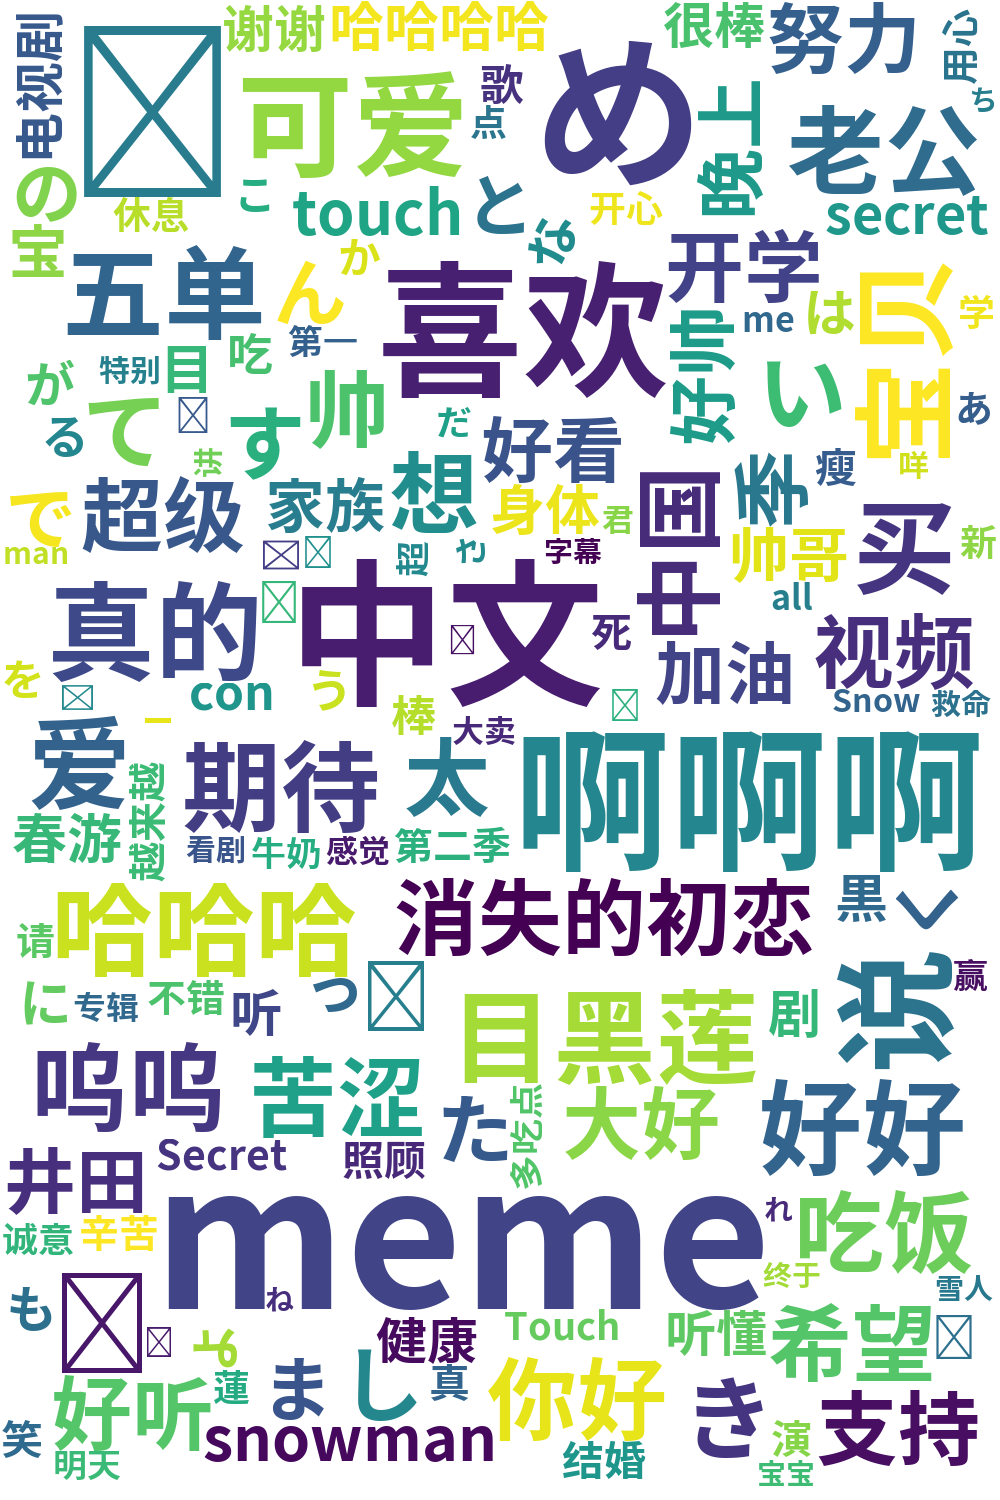 谢谢 哈哈哈哈 很棒 努力 用心
电视剧 可爱 歌 め 晚上 老公 ち
点
の 休息 こ touch と な 开心 secret
宝 五单 ん か 喜欢 开学 は 宝贝 学
第一 me
が 特别 目 吃 好帅 い
る て す 帅 だ 好看 あ
洪 瘦 咩
で 超级 家族 想 身体 君 中国 季 买
man 超 や 字幕 帅哥 新
all
真的 中文 死 加油 视频
を con う 棒 大卖 Snow 救命
爱 ー 期待 太 啊啊啊
春游 越来越 看剧 牛奶 感觉 第二季
哈哈哈 消失的初恋 黒 く
请
に 专辑 不错 听 っ 目黑莲 剧 说 赢
呜呜 苦涩 た 多吃点 大好 好好
井田 Secret 照顾
诚意 辛苦 meme れ 吃饭
终于
も ね 雪人
ょ 健康 Touch 听懂 希望
好听 蓮 ま し 真 你好 き 支持
笑 明天 snowman 结婚 演
宝宝